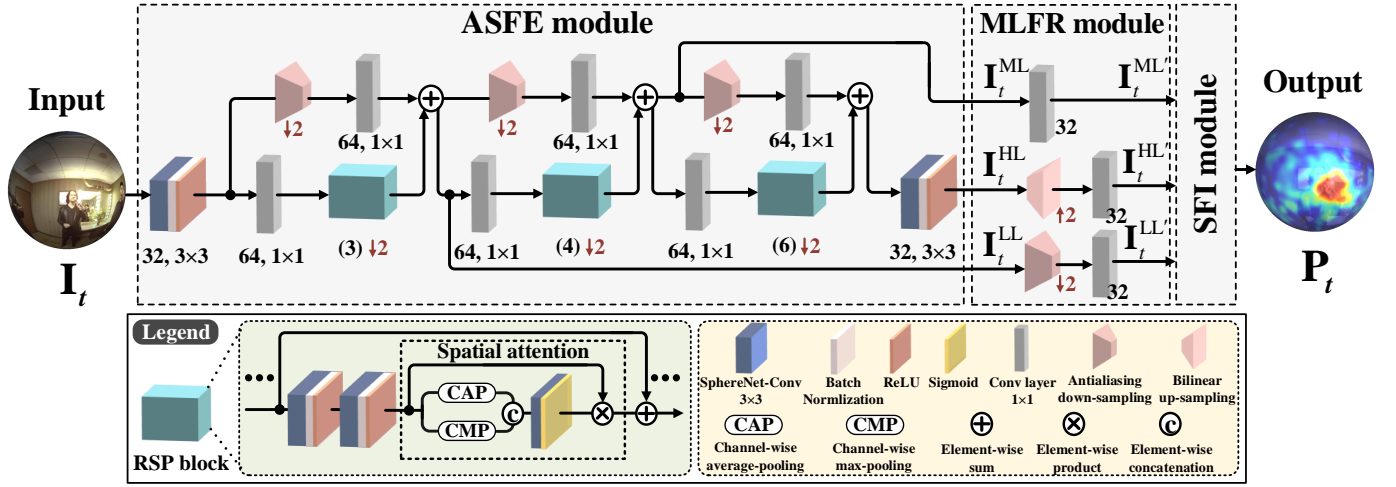 ASFE module
MLFR module
SFI module
Input
I_t
Output
P_t
↓2
64, 1×1
↓2
64, 1×1
↓2
64, 1×1
32, 3×3
64, 1×1
(3) ↓2
64, 1×1
(4) ↓2
64, 1×1
(6) ↓2
32, 3×3
I_t^ML
32
I_t^ML′
I_t^HL
↑2
32
I_t^HL′
I_t^LL
↓2
32
I_t^LL′
Legend
RSP block
Spatial attention
CAP
CMP
C
SphereNet-Conv
3×3
Batch
Normlization
ReLU
Sigmoid
Conv layer
1×1
Antialiasing
down-sampling
Bilinear
up-sampling
CAP
Channel-wise
average-pooling
CMP
Channel-wise
max-pooling
Element-wise
sum
Element-wise
product
C
Element-wise
concatenation